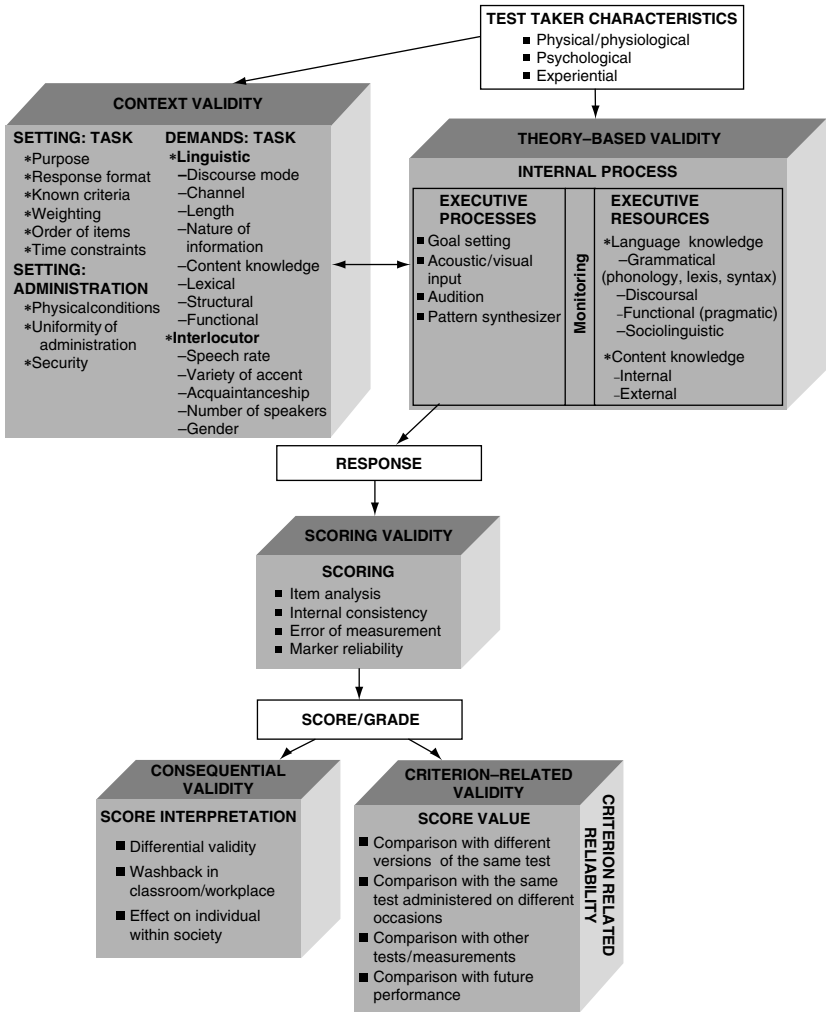 TEST TAKER CHARACTERISTICS
■ Physical/physiological
■ Psychological
■ Experiential
CONTEXT VALIDITY
SETTING: TASK
∗Purpose
∗Response format
∗Known criteria
∗Weighting
∗Order of items
∗Time constraints
SETTING:
ADMINISTRATION
∗Physicalconditions
∗Uniformity of
administration
∗Security
DEMANDS: TASK
∗Linguistic
–Discourse mode
–Channel
–Length
–Nature of
information
–Content knowledge
–Lexical
–Structural
–Functional
∗Interlocutor
–Speech rate
–Variety of accent
–Acquaintanceship
–Number of speakers
–Gender
THEORY–BASED VALIDITY
INTERNAL PROCESS
EXECUTIVE
PROCESSES
■ Goal setting
■ Acoustic/visual
input
■ Audition
■ Pattern synthesizer
Monitoring
EXECUTIVE
RESOURCES
∗Language knowledge
–Grammatical
(phonology, lexis, syntax)
–Discoursal
–Functional (pragmatic)
–Sociolinguistic
∗Content knowledge
–Internal
–External
RESPONSE
SCORING VALIDITY
SCORING
■ Item analysis
■ Internal consistency
■ Error of measurement
■ Marker reliability
SCORE/GRADE
CONSEQUENTIAL
VALIDITY
SCORE INTERPRETATION
■ Differential validity
■ Washback in
classroom/workplace
■ Effect on individual
within society
CRITERION–RELATED
VALIDITY
SCORE VALUE
■ Comparison with different
versions of the same test
■ Comparison with the same
test administered on different
occasions
■ Comparison with other
tests/measurements
■ Comparison with future
performance
CRITERION RELATED
RELIABILITY